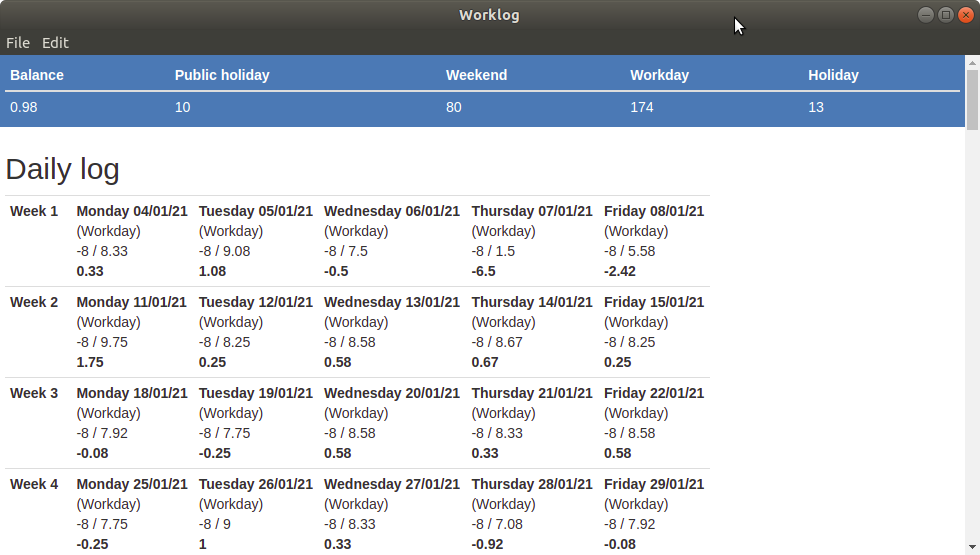 Worklog
File Edit
Balance Public holiday Weekend Workday Holiday
0.98 10 80 174 13
Daily log
Week 1 Monday 04/01/21 Tuesday 05/01/21 Wednesday 06/01/21 Thursday 07/01/21 Friday 08/01/21
(Workday) (Workday) (Workday) (Workday) (Workday)
-8 / 8.33 -8 / 9.08 -8 / 7.5 -8 / 1.5 -8 / 5.58
0.33 1.08 -0.5 -6.5 -2.42
Week 2 Monday 11/01/21 Tuesday 12/01/21 Wednesday 13/01/21 Thursday 14/01/21 Friday 15/01/21
(Workday) (Workday) (Workday) (Workday) (Workday)
-8 / 9.75 -8 / 8.25 -8 / 8.58 -8 / 8.67 -8 / 8.25
1.75 0.25 0.58 0.67 0.25
Week 3 Monday 18/01/21 Tuesday 19/01/21 Wednesday 20/01/21 Thursday 21/01/21 Friday 22/01/21
(Workday) (Workday) (Workday) (Workday) (Workday)
-8 / 7.92 -8 / 7.75 -8 / 8.58 -8 / 8.33 -8 / 8.58
-0.08 -0.25 0.58 0.33 0.58
Week 4 Monday 25/01/21 Tuesday 26/01/21 Wednesday 27/01/21 Thursday 28/01/21 Friday 29/01/21
(Workday) (Workday) (Workday) (Workday) (Workday)
-8 / 7.75 -8 / 9 -8 / 8.33 -8 / 7.08 -8 / 7.92
-0.25 1 0.33 -0.92 -0.08